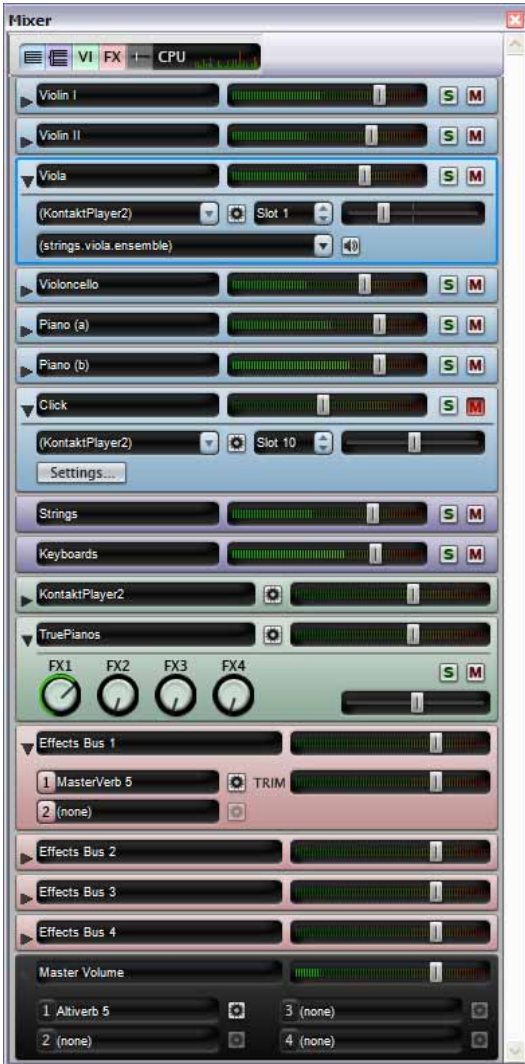 Mixer
VI FX CPU
Violin I S M
Violin II S M
Viola S M
(KontaktPlayer2) Slot 1
(strings.viola.ensemble)
Violoncello S M
Piano (a) S M
Piano (b) S M
Click S M
(KontaktPlayer2) Slot 10
Settings...
Strings S M
Keyboards S M
KontaktPlayer2
TruePianos
FX1 FX2 FX3 FX4 S M
Effects Bus 1
1 MasterVerb 5 TRIM
2 (none)
Effects Bus 2
Effects Bus 3
Effects Bus 4
Master Volume
1 Altiverb 5 3 (none)
2 (none) 4 (none)